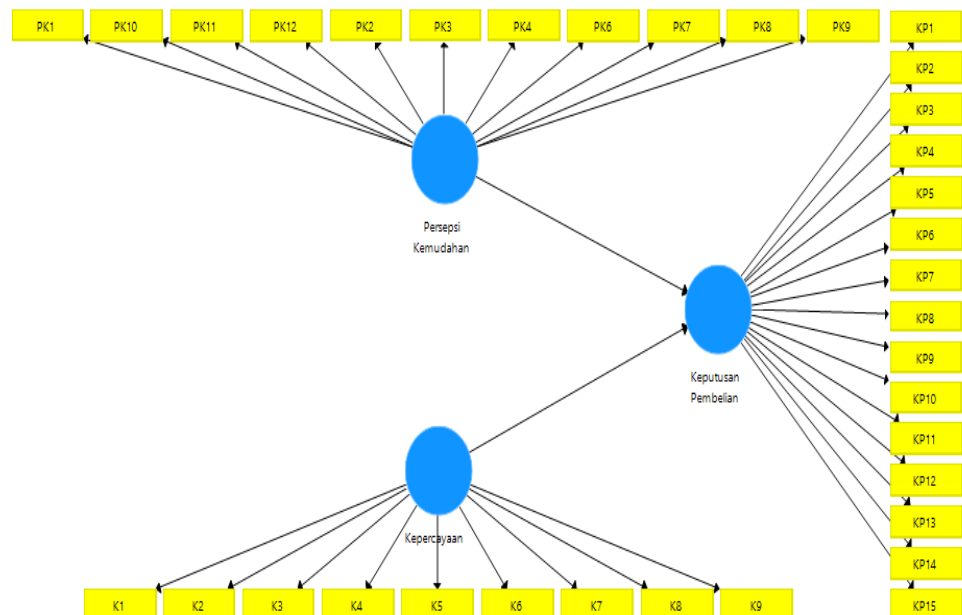 PK1
PK10
PK11
PK12
PK2
PK3
PK4
PK6
PK7
PK8
PK9
KP1
KP2
KP3
KP4
KP5
KP6
KP7
KP8
KP9
KP10
KP11
KP12
KP13
KP14
KP15
Persepsi
Kemudahan
Keputusan
Pembelian
Kepercayaan
K1
K2
K3
K4
K5
K6
K7
K8
K9